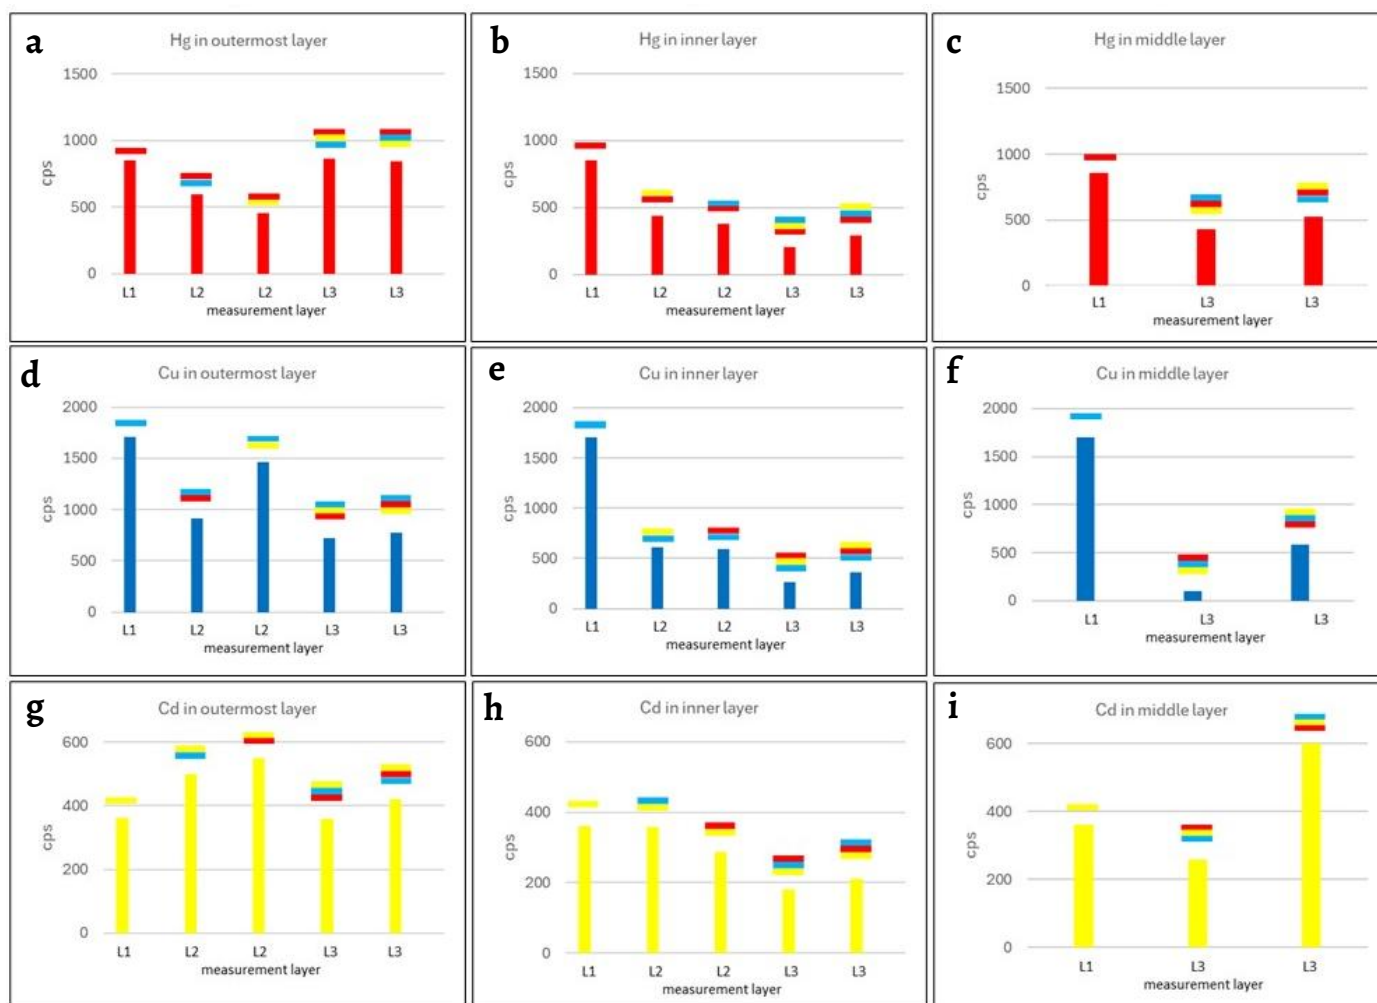 a
Hg in outermost layer
1500
1000
500
0
cps
L1 L2 L2 L3 L3
measurement layer
b
Hg in inner layer
1500
1000
500
0
cps
L1 L2 L2 L3 L3
measurement layer
c
Hg in middle layer
1500
1000
500
0
cps
L1 L3 L3
measurement layer
d
Cu in outermost layer
2000
1500
1000
500
0
cps
L1 L2 L2 L3 L3
measurement layer
e
Cu in inner layer
2000
1500
1000
500
0
cps
L1 L2 L2 L3 L3
measurement layer
f
Cu in middle layer
2000
1500
1000
500
0
cps
L1 L3 L3
measurement layer
g
Cd in outermost layer
600
400
200
0
cps
L1 L2 L2 L3 L3
measurement layer
h
Cd in inner layer
600
400
200
0
cps
L1 L2 L2 L3 L3
measurement layer
i
Cd in middle layer
600
400
200
0
cps
L1 L3 L3
measurement layer